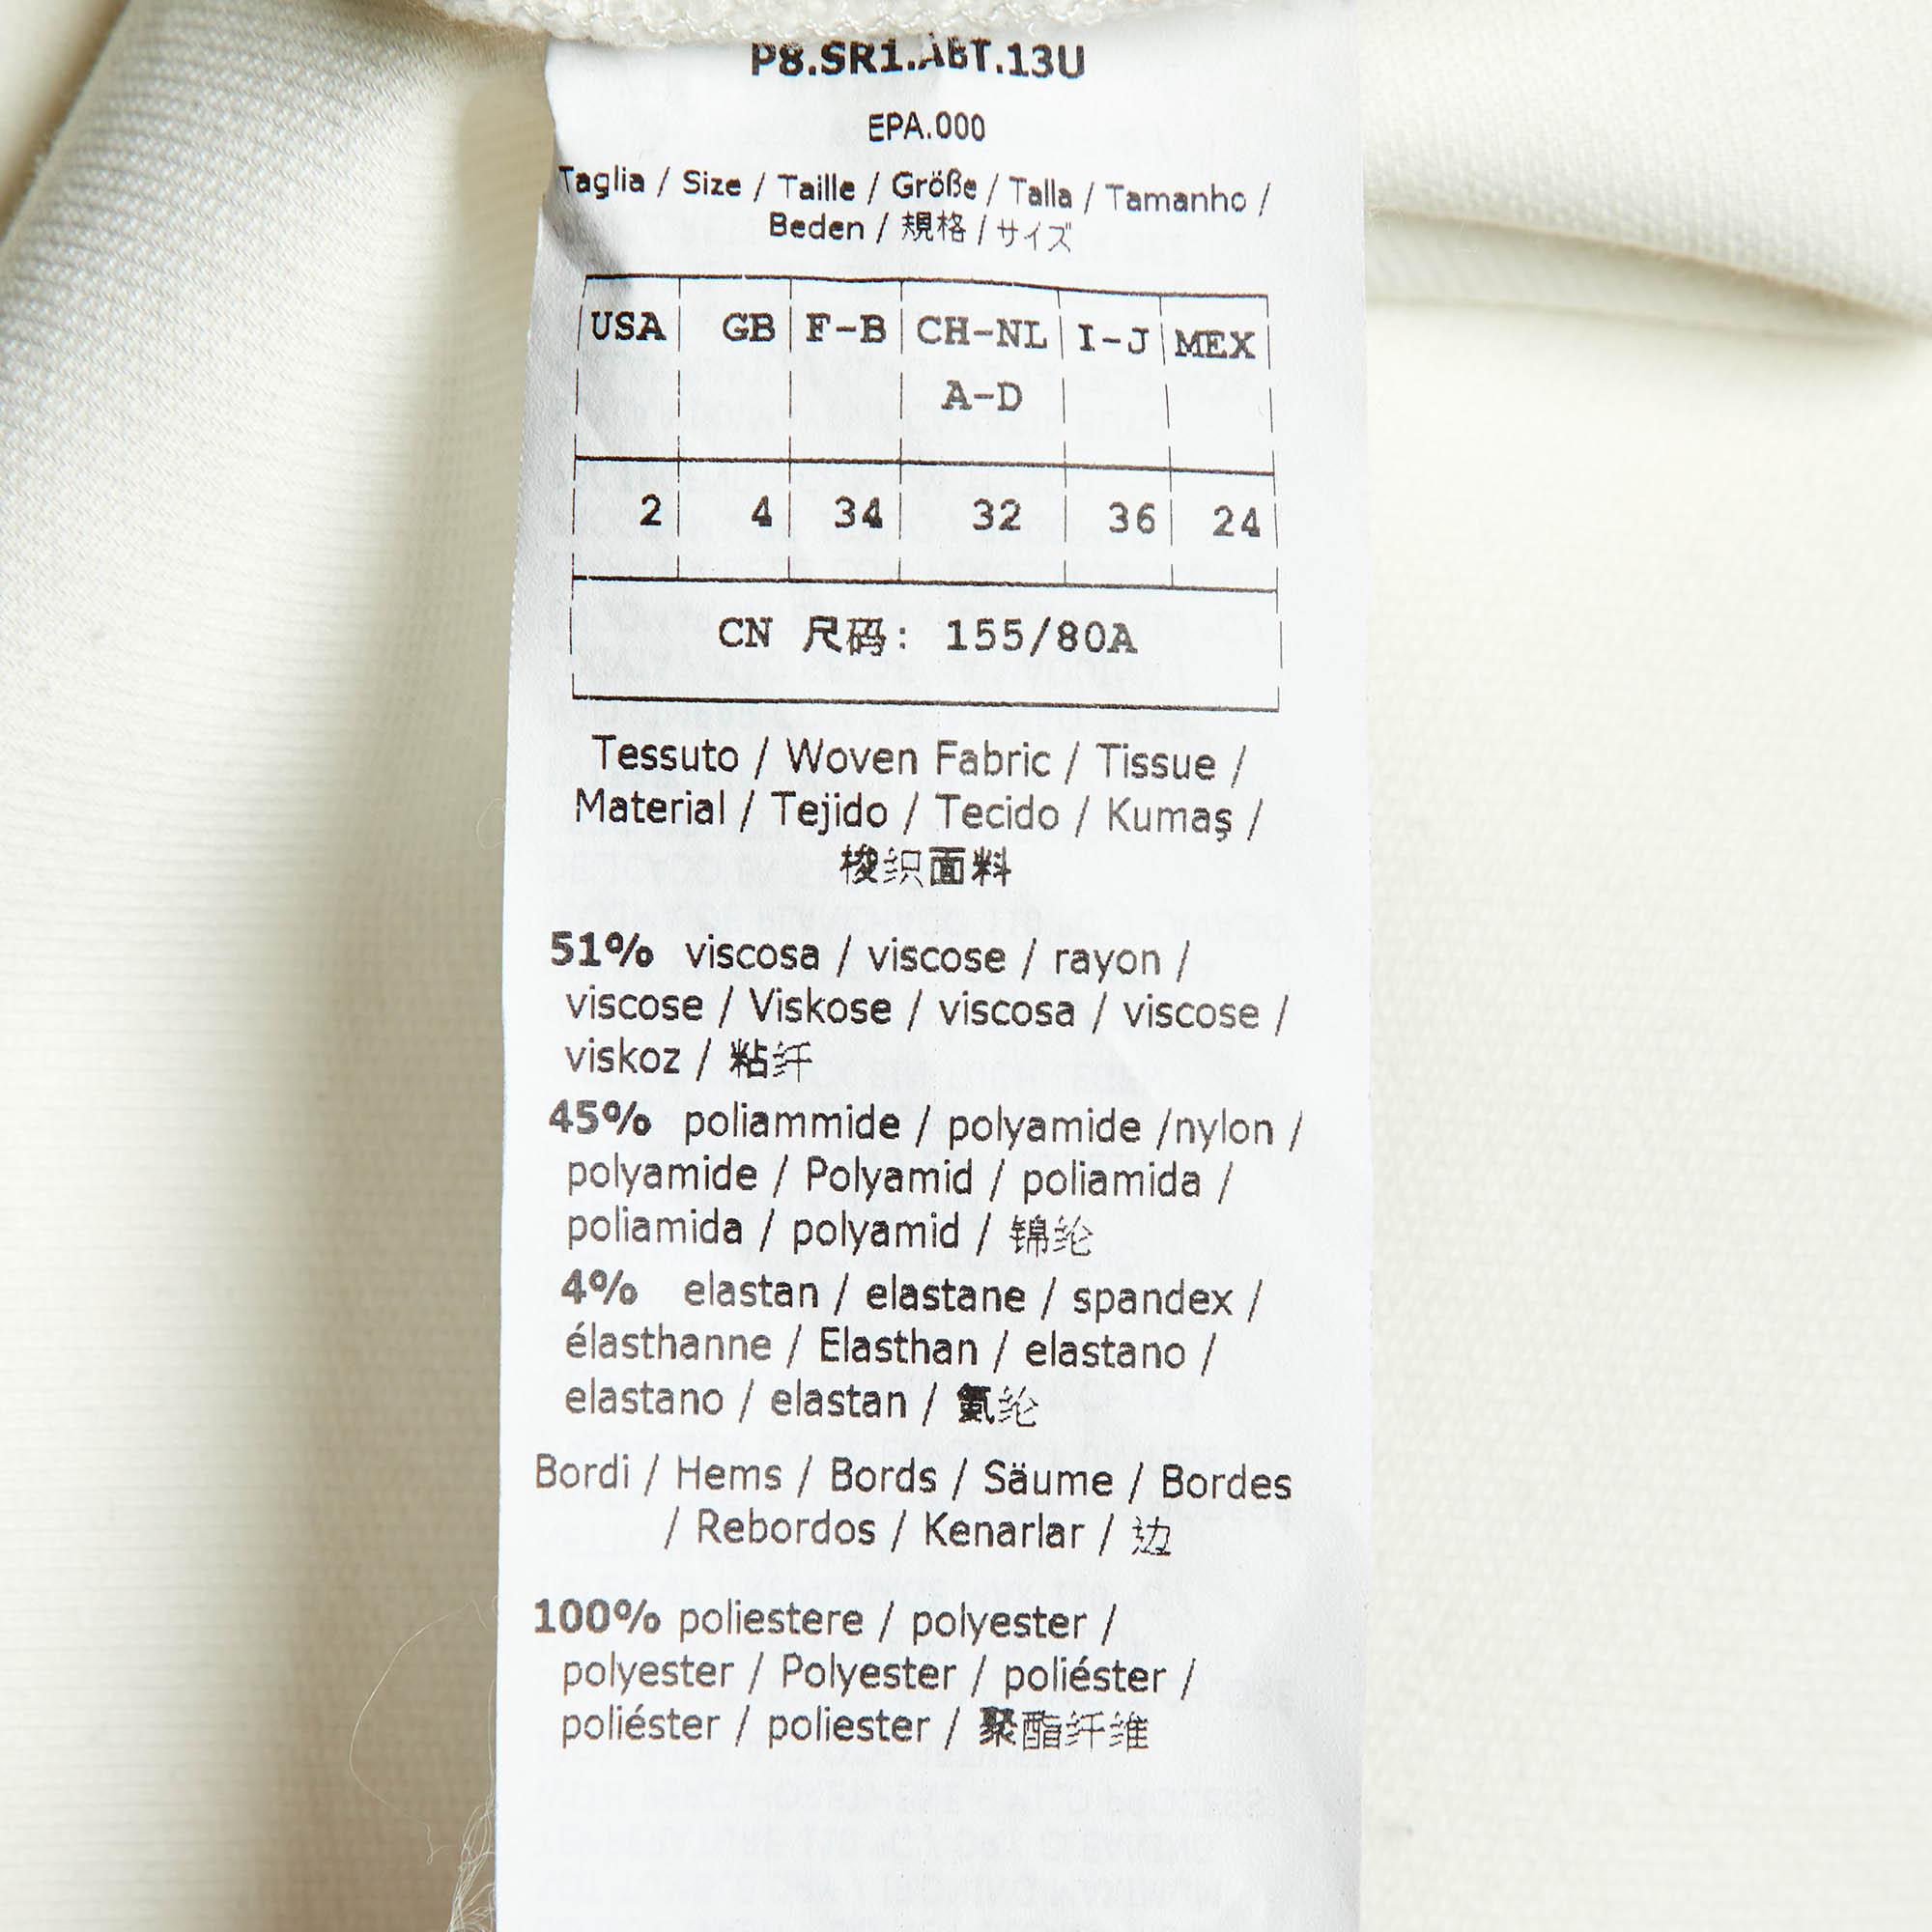 P8.SR1.ABT.13U
EPA.000
Taglia / Size / Taille / Größe / Talla / Tamanho /
Beden / 規格 / サイズ
USA GB F-B CH-NL I-J MEX
A-D
2 4 34 32 36 24
CN 尺码: 155/80A
Tessuto / Woven Fabric / Tissue /
Material / Tejido / Tecido / Kumaş /
梭织面料
51% viscosa / viscose / rayon /
viscose / Viskose / viscosa / viscose /
viskoz / 粘纤
45% poliammide / polyamide /nylon /
polyamide / Polyamid / poliamida /
poliamida / polyamid / 锦纶
4% elastan / elastane / spandex /
élasthanne / Elasthan / elastano /
elastano / elastan / 氨纶
Bordi / Hems / Bords / Säume / Bordes
/ Rebordos / Kenarlar / 边
100% poliestere / polyester /
polyester / Polyester / poliéster /
poliéster / poliester / 聚酯纤维